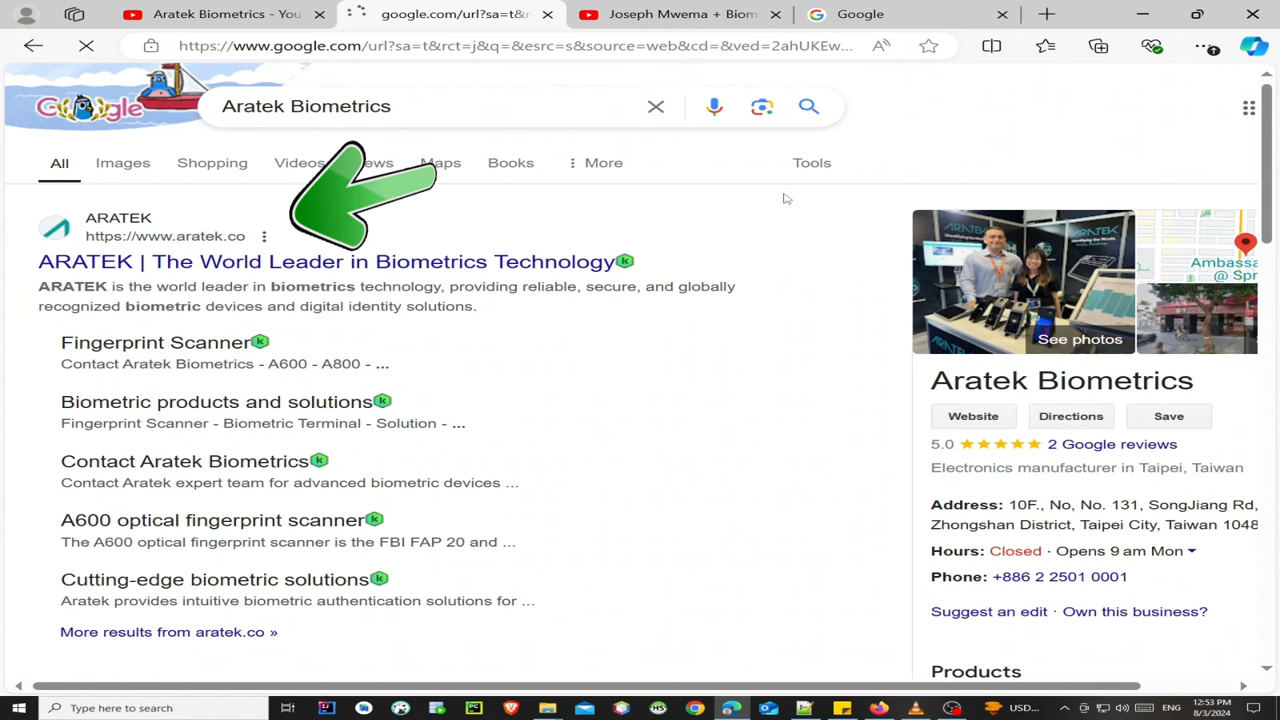 Aratek Biometrics - You
google.com/url?sa=t&r
Joseph Mwema + Biom
Google
https://www.google.com/url?sa=t&rct=j&q=&esrc=s&source=web&cd=&ved=2ahUKEw...
Google
Aratek Biometrics
All
Images
Shopping
Videos
Maps
Books
More
Tools
ARATEK
https://www.aratek.co
ARATEK | The World Leader in Biometrics Technology
ARATEK is the world leader in biometrics technology, providing reliable, secure, and globally
recognized biometric devices and digital identity solutions.
Fingerprint Scanner
Contact Aratek Biometrics - A600 - A800 - ...
Biometric products and solutions
Fingerprint Scanner - Biometric Terminal - Solution - ...
Contact Aratek Biometrics
Contact Aratek expert team for advanced biometric devices ...
A600 optical fingerprint scanner
The A600 optical fingerprint scanner is the FBI FAP 20 and ...
Cutting-edge biometric solutions
Aratek provides intuitive biometric authentication solutions for ...
More results from aratek.co »
ARATEK
See photos
Ambassa
@ Spr
Aratek Biometrics
Website
Directions
Save
5.0
2 Google reviews
Electronics manufacturer in Taipei, Taiwan
Address: 10F., No, No. 131, SongJiang Rd,
Zhongshan District, Taipei City, Taiwan 1048
Hours: Closed · Opens 9 am Mon
Phone: +886 2 2501 0001
Suggest an edit · Own this business?
Products
Type here to search
USD...
ENG
12:53 PM
8/3/2024